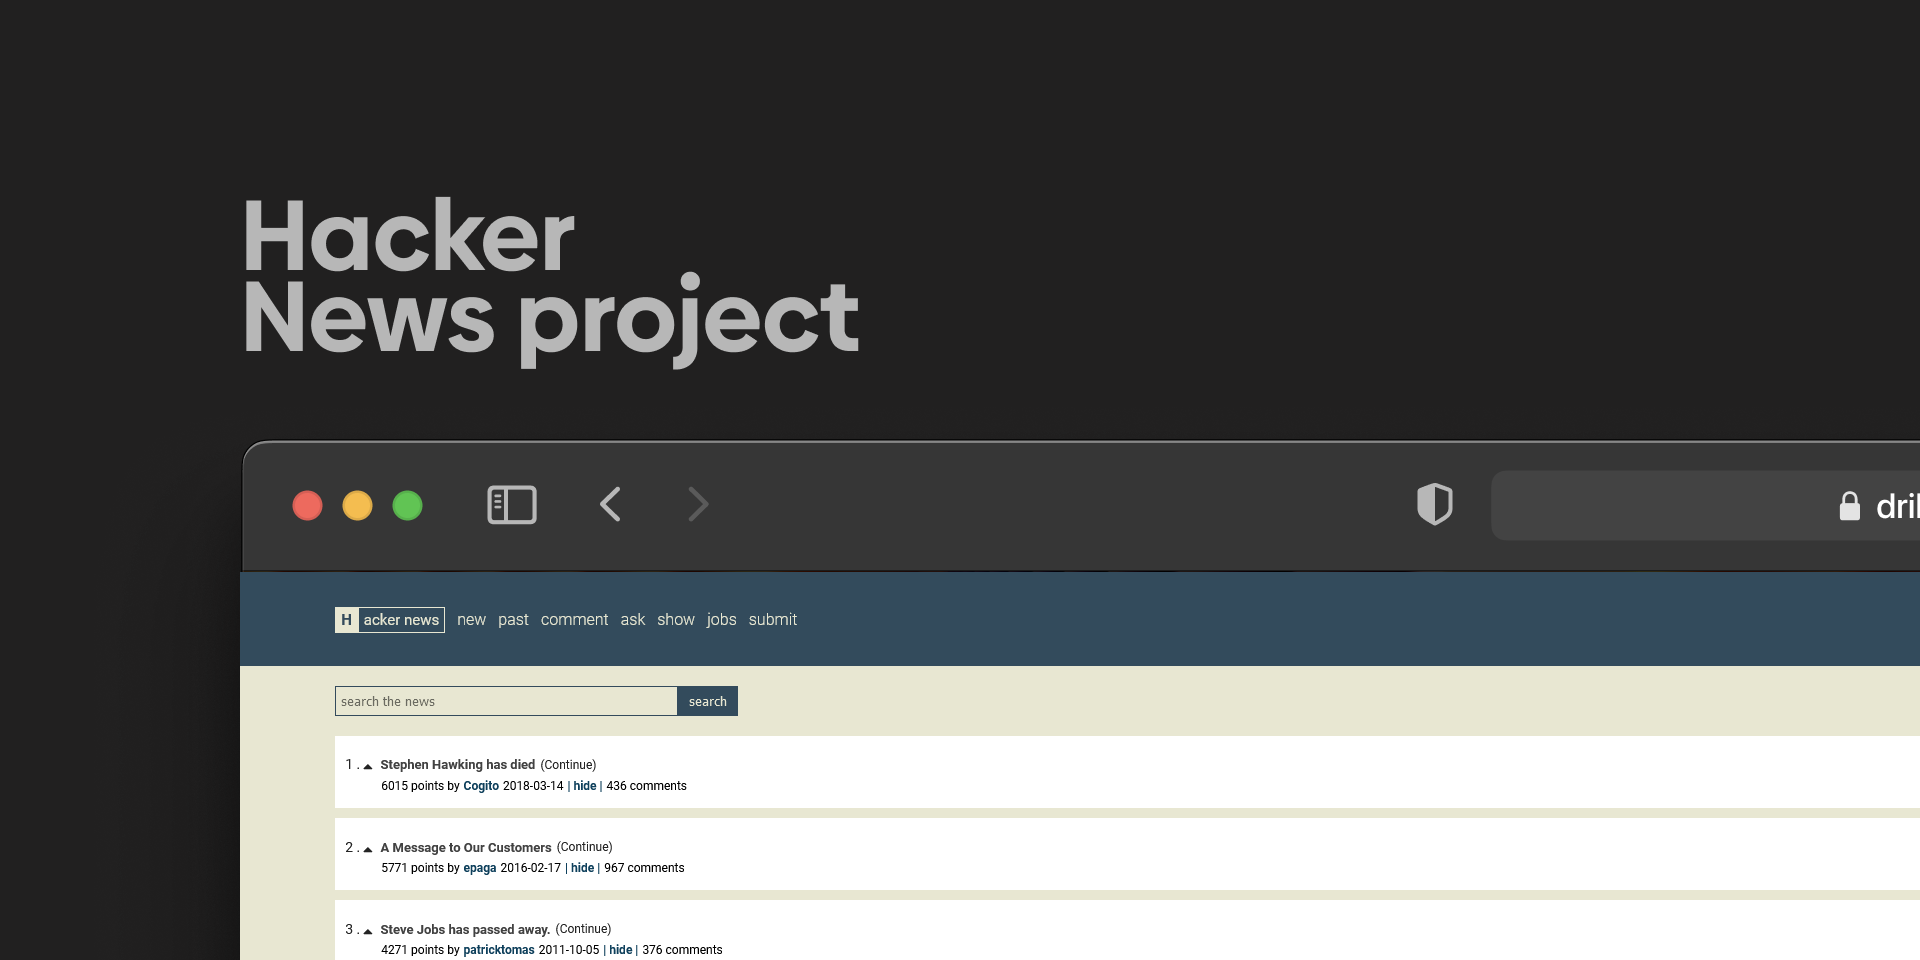 Hacker
News project
H acker news new past comment ask show jobs submit
search the news search
1 . Stephen Hawking has died (Continue)
6015 points by Cogito 2018-03-14 | hide | 436 comments
2 . A Message to Our Customers (Continue)
5771 points by epaga 2016-02-17 | hide | 967 comments
3 . Steve Jobs has passed away. (Continue)
4271 points by patricktomas 2011-10-05 | hide | 376 comments